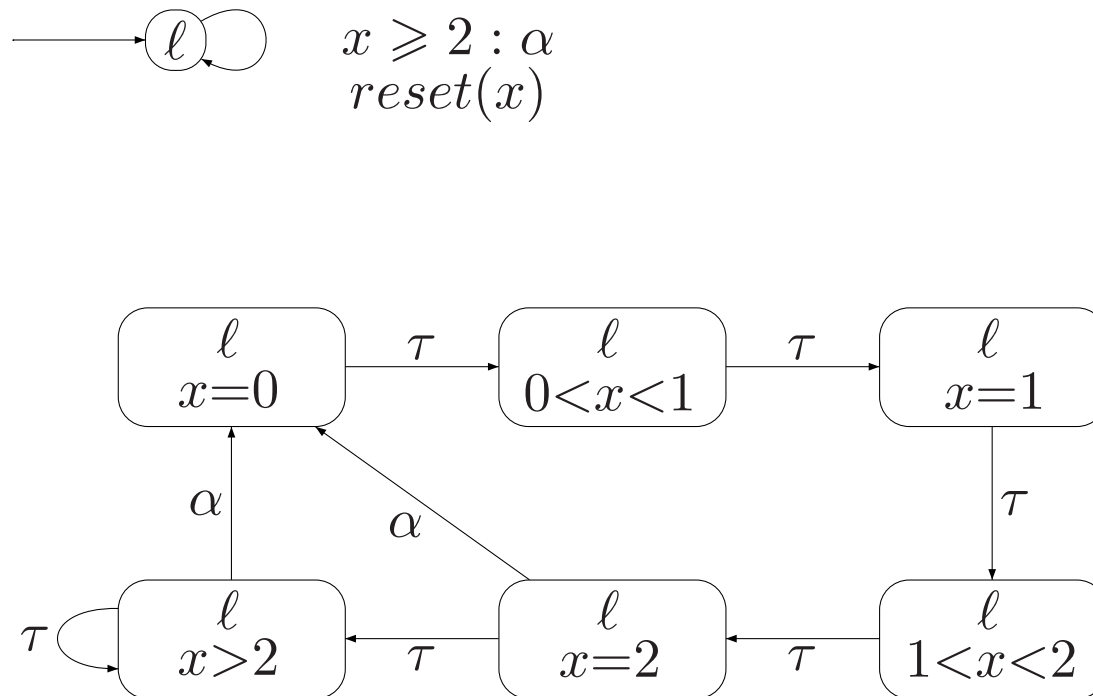 ℓ
x ⩾ 2 : α
reset(x)
ℓ
x=0
τ
ℓ
0<x<1
τ
ℓ
x=1
α
α
τ
τ
ℓ
x>2
τ
ℓ
x=2
τ
ℓ
1<x<2